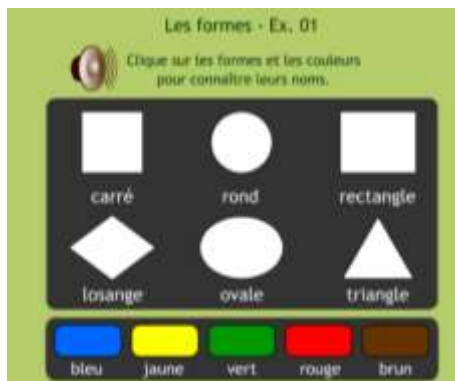 Les formes - Ex. 01
Clique sur les formes et les couleurs
pour connaître leurs noms.
carré rond rectangle
losange ovale triangle
bleu jaune vert rouge brun